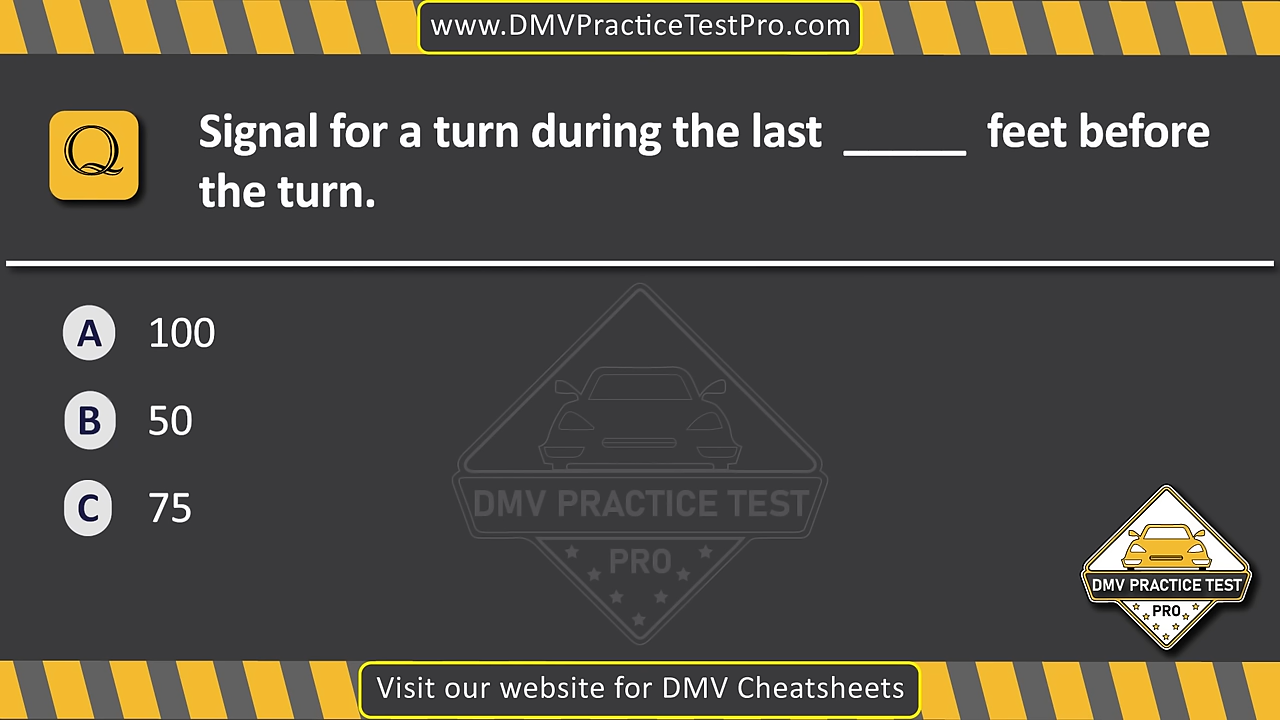 www.DMVPracticeTestPro.com
Q
Signal for a turn during the last _____ feet before
the turn.
A 100
B 50
C 75
DMV PRACTICE TEST
PRO
DMV PRACTICE TEST
PRO
Visit our website for DMV Cheatsheets